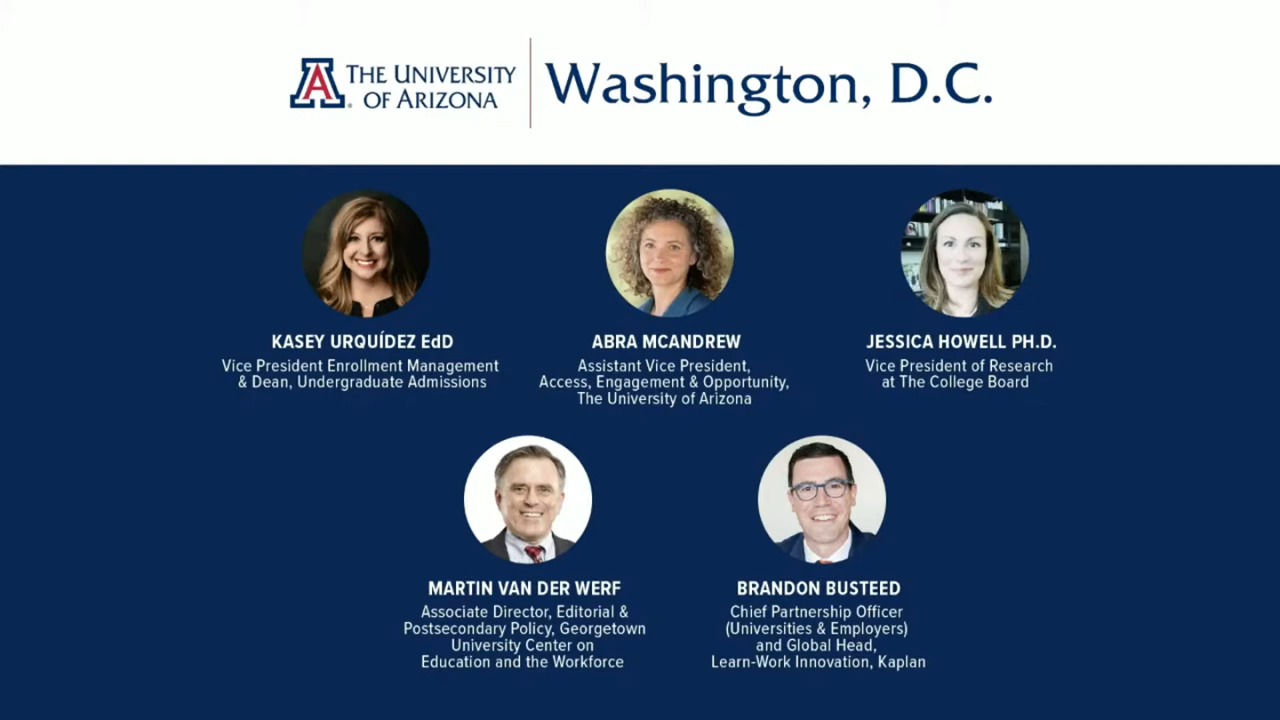 THE UNIVERSITY
OF ARIZONA
Washington, D.C.
KASEY URQUÍDEZ EdD
Vice President Enrollment Management
& Dean, Undergraduate Admissions
ABRA MCANDREW
Assistant Vice President,
Access, Engagement & Opportunity,
The University of Arizona
JESSICA HOWELL PH.D.
Vice President of Research
at The College Board
MARTIN VAN DER WERF
Associate Director, Editorial &
Postsecondary Policy, Georgetown
University Center on
Education and the Workforce
BRANDON BUSTEED
Chief Partnership Officer
(Universities & Employers)
and Global Head,
Learn-Work Innovation, Kaplan